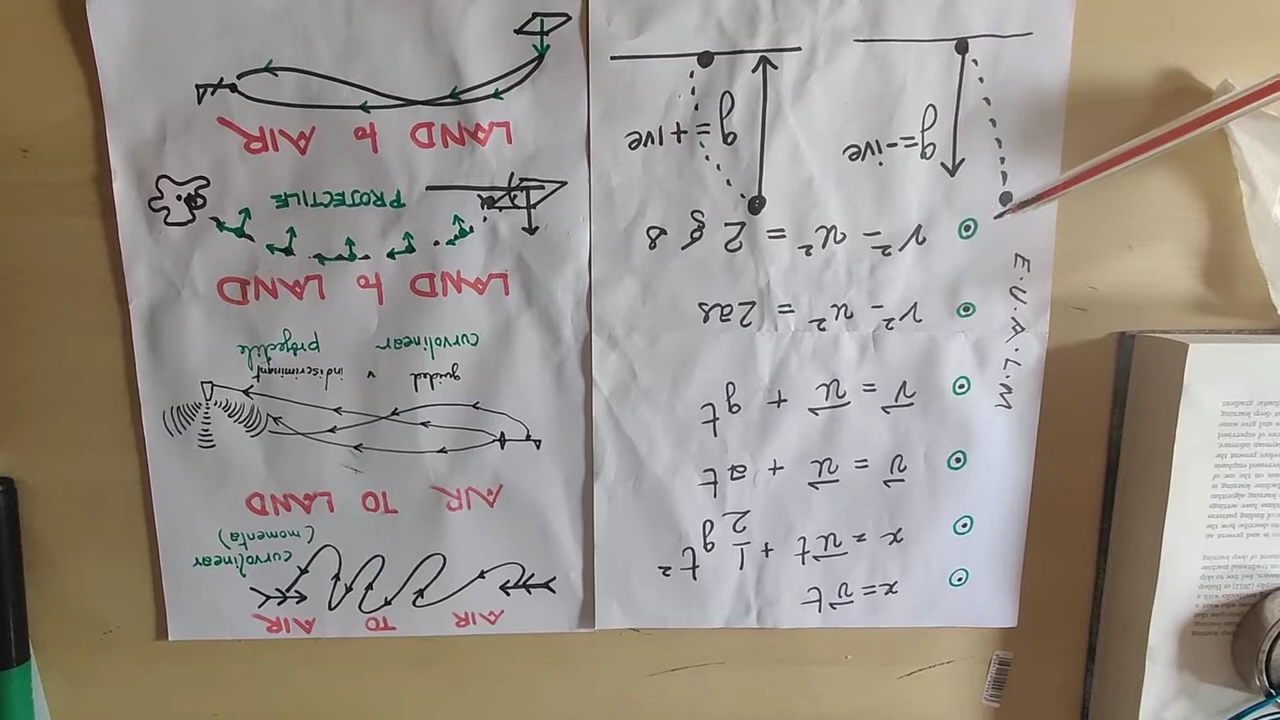 x = v⃗t
x = u⃗t + 1/2 gt²
v⃗ = u⃗ + at
v⃗ = u⃗ + gt
v² - u² = 2as
v² - u² = 2gs
g=-ive
g=+ive
E.U.A.L.M
AIR TO AIR
curvolinear
(momenta)
AIR TO LAND
guided v indiscriminant
curvolinear projectile
LAND to LAND
PROJECTILE
LAND to AIR